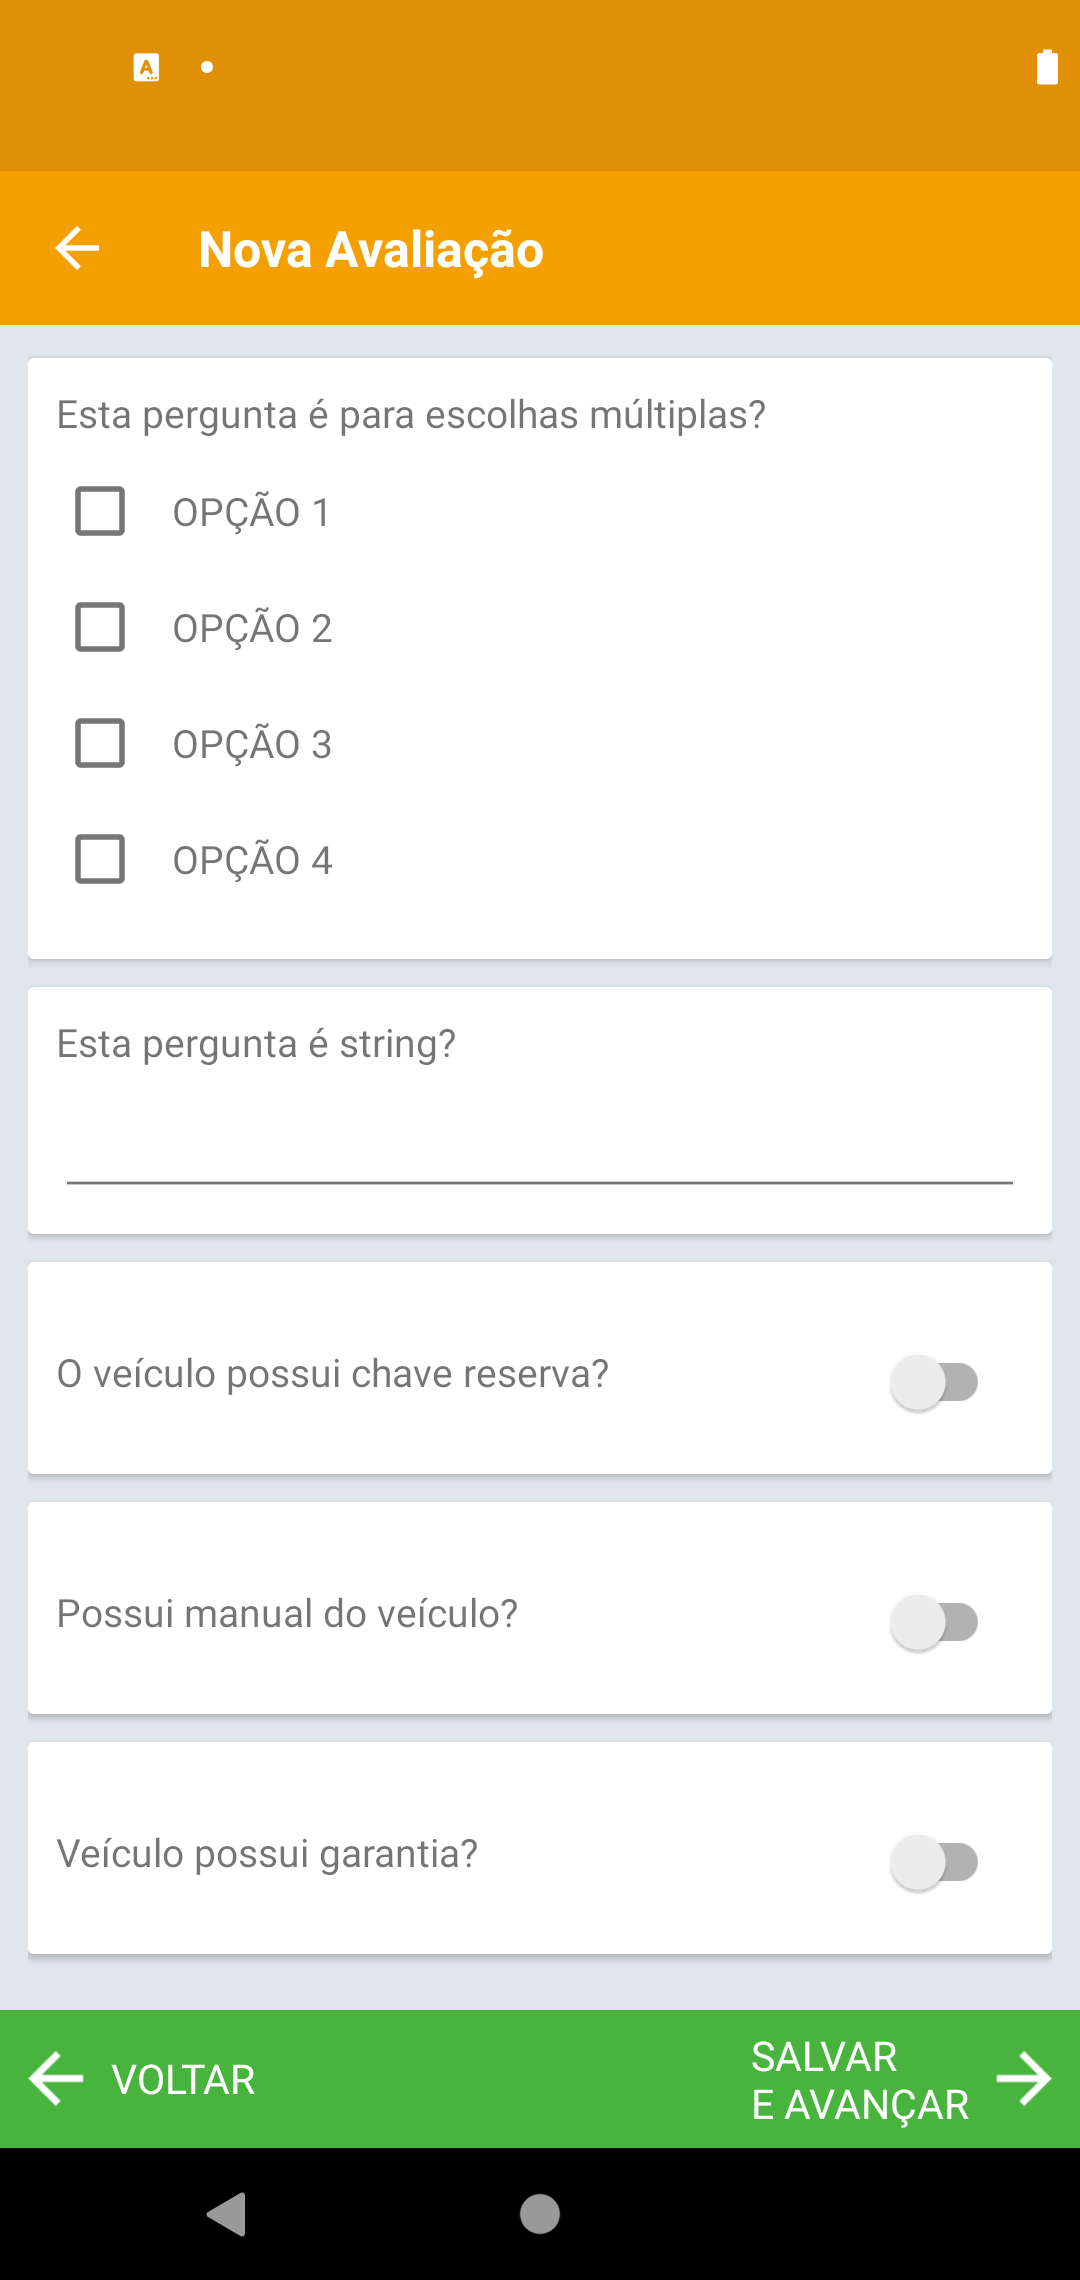 Nova Avaliação
Esta pergunta é para escolhas múltiplas?
OPÇÃO 1
OPÇÃO 2
OPÇÃO 3
OPÇÃO 4
Esta pergunta é string?
O veículo possui chave reserva?
Possui manual do veículo?
Veículo possui garantia?
VOLTAR
SALVAR
E AVANÇAR